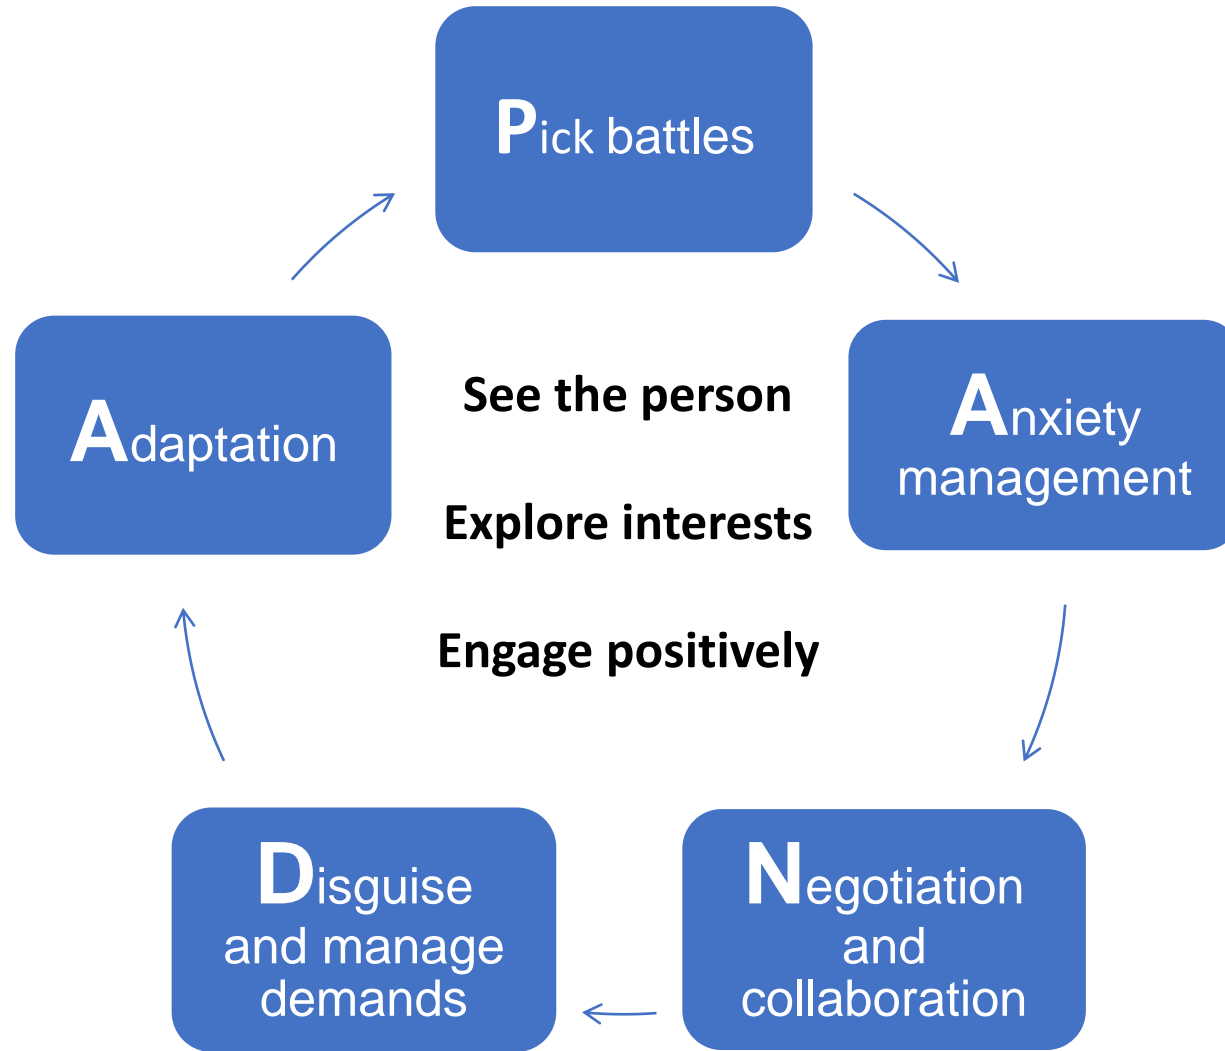 Pick battles
Anxiety
management
Negotiation
and
collaboration
Disguise
and manage
demands
Adaptation
See the person
Explore interests
Engage positively